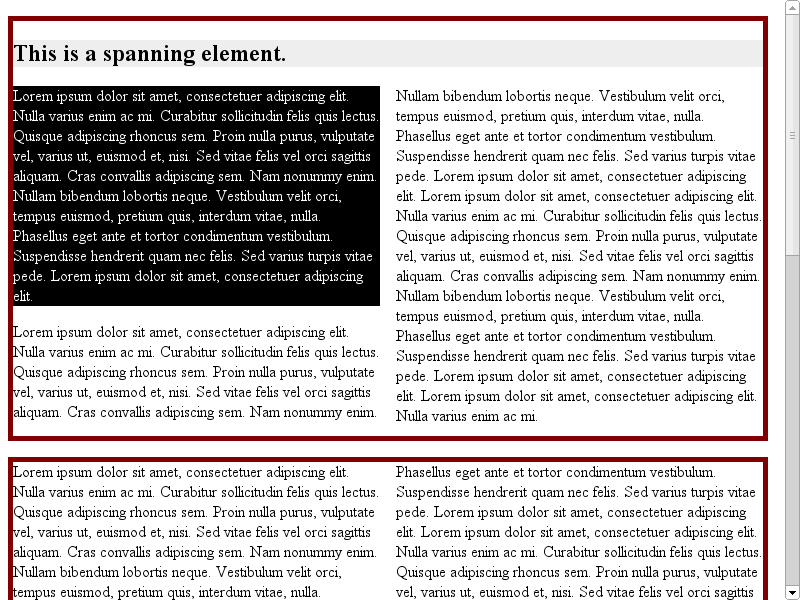 This is a spanning element.
Lorem ipsum dolor sit amet, consectetuer adipiscing elit.
Nulla varius enim ac mi. Curabitur sollicitudin felis quis lectus.
Quisque adipiscing rhoncus sem. Proin nulla purus, vulputate
vel, varius ut, euismod et, nisi. Sed vitae felis vel orci sagittis
aliquam. Cras convallis adipiscing sem. Nam nonummy enim.
Nullam bibendum lobortis neque. Vestibulum velit orci,
tempus euismod, pretium quis, interdum vitae, nulla.
Phasellus eget ante et tortor condimentum vestibulum.
Suspendisse hendrerit quam nec felis. Sed varius turpis vitae
pede. Lorem ipsum dolor sit amet, consectetuer adipiscing
elit.
Lorem ipsum dolor sit amet, consectetuer adipiscing elit.
Nulla varius enim ac mi. Curabitur sollicitudin felis quis lectus.
Quisque adipiscing rhoncus sem. Proin nulla purus, vulputate
vel, varius ut, euismod et, nisi. Sed vitae felis vel orci sagittis
aliquam. Cras convallis adipiscing sem. Nam nonummy enim.
Nullam bibendum lobortis neque. Vestibulum velit orci,
tempus euismod, pretium quis, interdum vitae, nulla.
Phasellus eget ante et tortor condimentum vestibulum.
Suspendisse hendrerit quam nec felis. Sed varius turpis vitae
pede. Lorem ipsum dolor sit amet, consectetuer adipiscing
elit. Lorem ipsum dolor sit amet, consectetuer adipiscing elit.
Nulla varius enim ac mi. Curabitur sollicitudin felis quis lectus.
Quisque adipiscing rhoncus sem. Proin nulla purus, vulputate
vel, varius ut, euismod et, nisi. Sed vitae felis vel orci sagittis
aliquam. Cras convallis adipiscing sem. Nam nonummy enim.
Nullam bibendum lobortis neque. Vestibulum velit orci,
tempus euismod, pretium quis, interdum vitae, nulla.
Phasellus eget ante et tortor condimentum vestibulum.
Suspendisse hendrerit quam nec felis. Sed varius turpis vitae
pede. Lorem ipsum dolor sit amet, consectetuer adipiscing
elit. Lorem ipsum dolor sit amet, consectetuer adipiscing elit.
Nulla varius enim ac mi.
Lorem ipsum dolor sit amet, consectetuer adipiscing elit.
Nulla varius enim ac mi. Curabitur sollicitudin felis quis lectus.
Quisque adipiscing rhoncus sem. Proin nulla purus, vulputate
vel, varius ut, euismod et, nisi. Sed vitae felis vel orci sagittis
aliquam. Cras convallis adipiscing sem. Nam nonummy enim.
Nullam bibendum lobortis neque. Vestibulum velit orci,
tempus euismod, pretium quis, interdum vitae, nulla.
Phasellus eget ante et tortor condimentum vestibulum.
Suspendisse hendrerit quam nec felis. Sed varius turpis vitae
pede. Lorem ipsum dolor sit amet, consectetuer adipiscing
elit. Lorem ipsum dolor sit amet, consectetuer adipiscing elit.
Nulla varius enim ac mi. Curabitur sollicitudin felis quis lectus.
Quisque adipiscing rhoncus sem. Proin nulla purus, vulputate
vel, varius ut, euismod et, nisi. Sed vitae felis vel orci sagittis